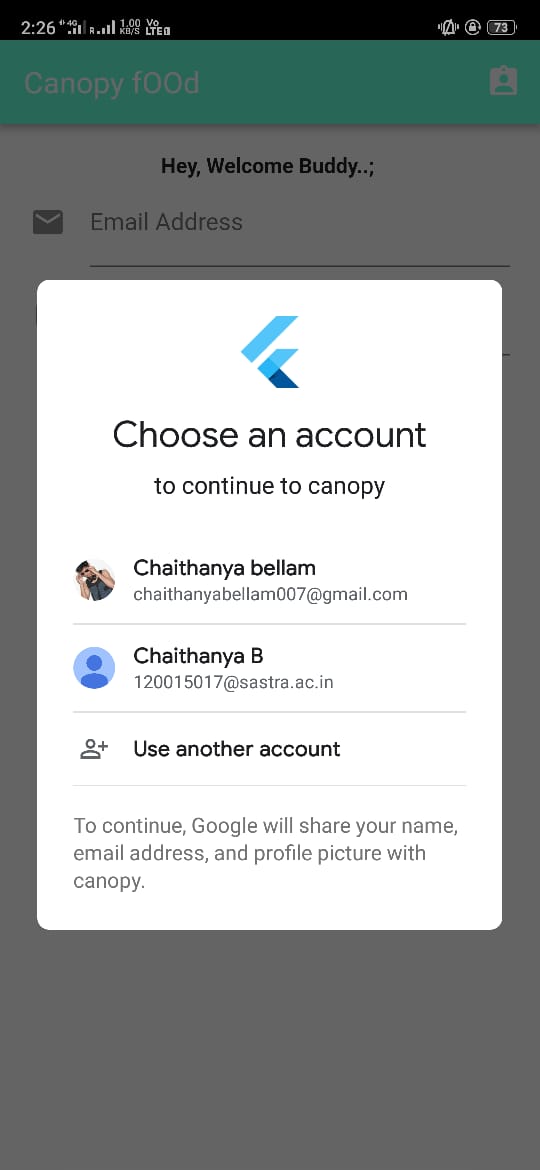 2:26 4G R 1.00 KB/S Vo LTE 73
Canopy fOOd
Hey, Welcome Buddy..;
Email Address
Choose an account
to continue to canopy
Chaithanya bellam
chaithanyabellam007@gmail.com
Chaithanya B
120015017@sastra.ac.in
Use another account
To continue, Google will share your name,
email address, and profile picture with
canopy.